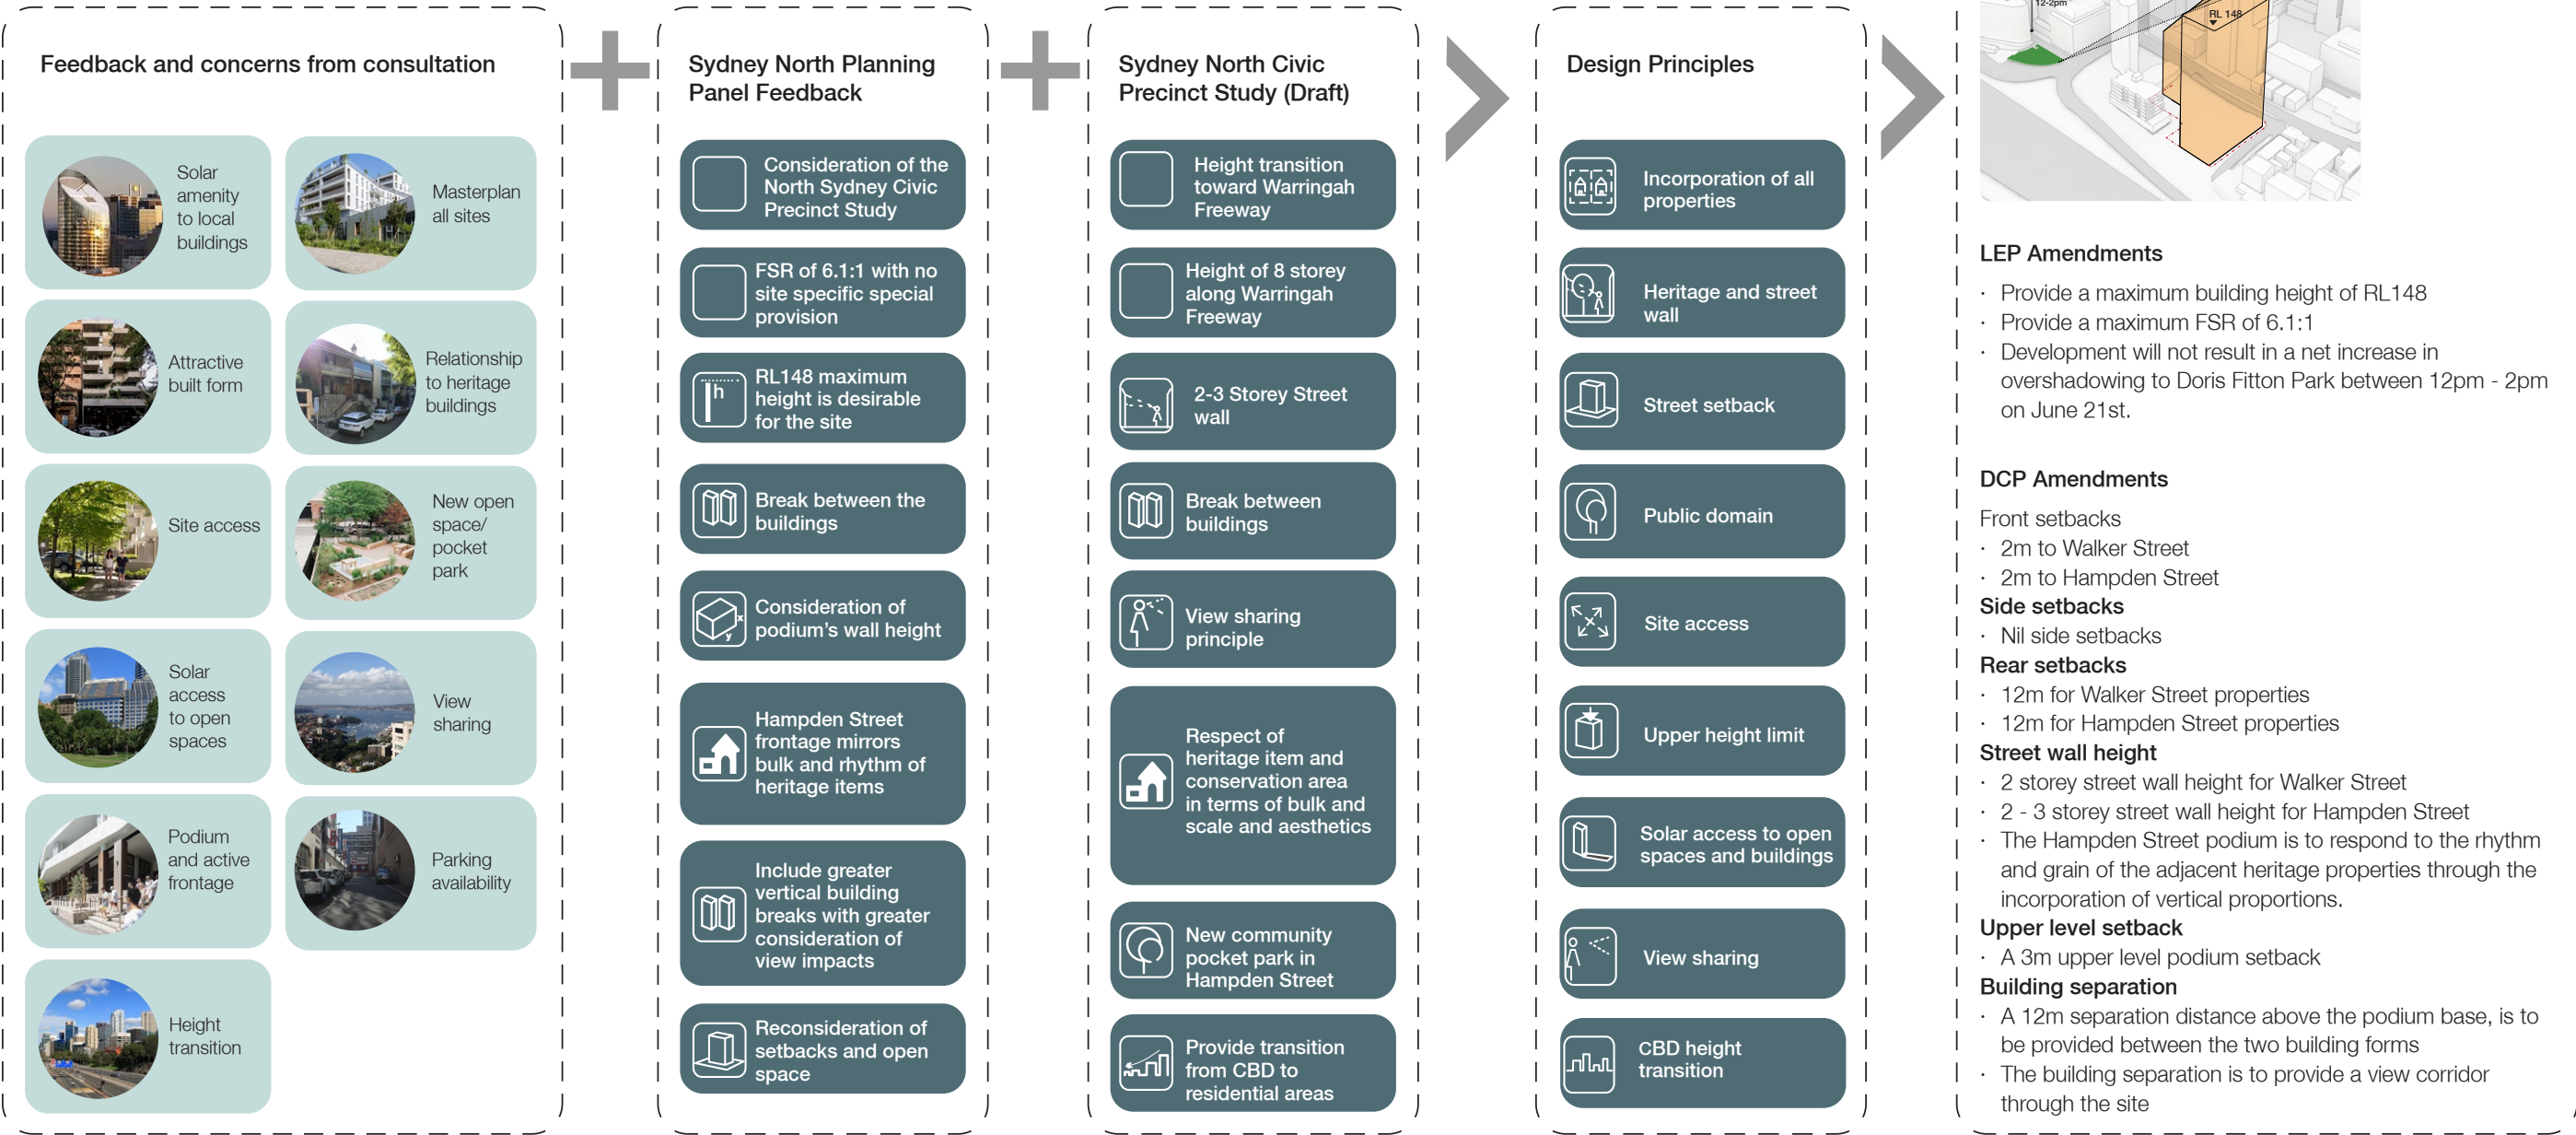 Feedback and concerns from consultation
Solar
amenity
to local
buildings
Masterplan
all sites
Attractive
built form
Relationship
to heritage
buildings
Site access
New open
space/
pocket
park
Solar
access
to open
spaces
View
sharing
Podium
and active
frontage
Parking
availability
Height
transition
Sydney North Planning
Panel Feedback
Consideration of the
North Sydney Civic
Precinct Study
FSR of 6.1:1 with no
site specific special
provision
h
RL148 maximum
height is desirable
for the site
Break between the
buildings
x
y
Consideration of
podium's wall height
Hampden Street
frontage mirrors
bulk and rhythm of
heritage items
Include greater
vertical building
breaks with greater
consideration of
view impacts
Reconsideration of
setbacks and open
space
Sydney North Civic
Precinct Study (Draft)
Height transition
toward Warringah
Freeway
Height of 8 storey
along Warringah
Freeway
2-3 Storey Street
wall
Break between
buildings
View sharing
principle
Respect of
heritage item and
conservation area
in terms of bulk and
scale and aesthetics
New community
pocket park in
Hampden Street
Provide transition
from CBD to
residential areas
Design Principles
Incorporation of all
properties
Heritage and street
wall
Street setback
Public domain
Site access
Upper height limit
Solar access to open
spaces and buildings
View sharing
CBD height
transition
12-2pm
RL 148
LEP Amendments
· Provide a maximum building height of RL148
· Provide a maximum FSR of 6.1:1
· Development will not result in a net increase in
overshadowing to Doris Fitton Park between 12pm - 2pm
on June 21st.
DCP Amendments
Front setbacks
· 2m to Walker Street
· 2m to Hampden Street
Side setbacks
· Nil side setbacks
Rear setbacks
· 12m for Walker Street properties
· 12m for Hampden Street properties
Street wall height
· 2 storey street wall height for Walker Street
· 2 - 3 storey street wall height for Hampden Street
· The Hampden Street podium is to respond to the rhythm
and grain of the adjacent heritage properties through the
incorporation of vertical proportions.
Upper level setback
· A 3m upper level podium setback
Building separation
· A 12m separation distance above the podium base, is to
be provided between the two building forms
· The building separation is to provide a view corridor
through the site